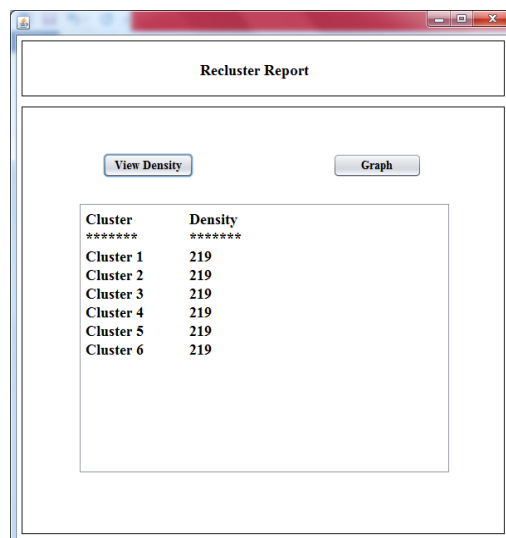 Recluster Report
View Density Graph
Cluster Density
******* *******
Cluster 1 219
Cluster 2 219
Cluster 3 219
Cluster 4 219
Cluster 5 219
Cluster 6 219